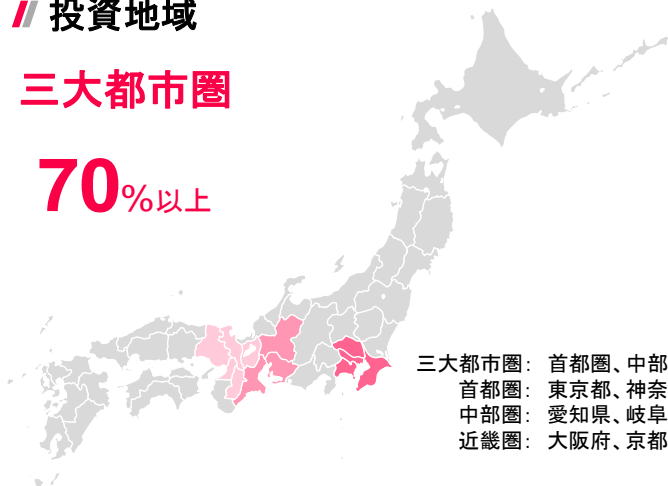 投資地域
三大都市圏
70%以上
三大都市圏： 首都圏、中部
首都圏： 東京都、神奈
中部圏： 愛知県、岐阜
近畿圏： 大阪府、京都